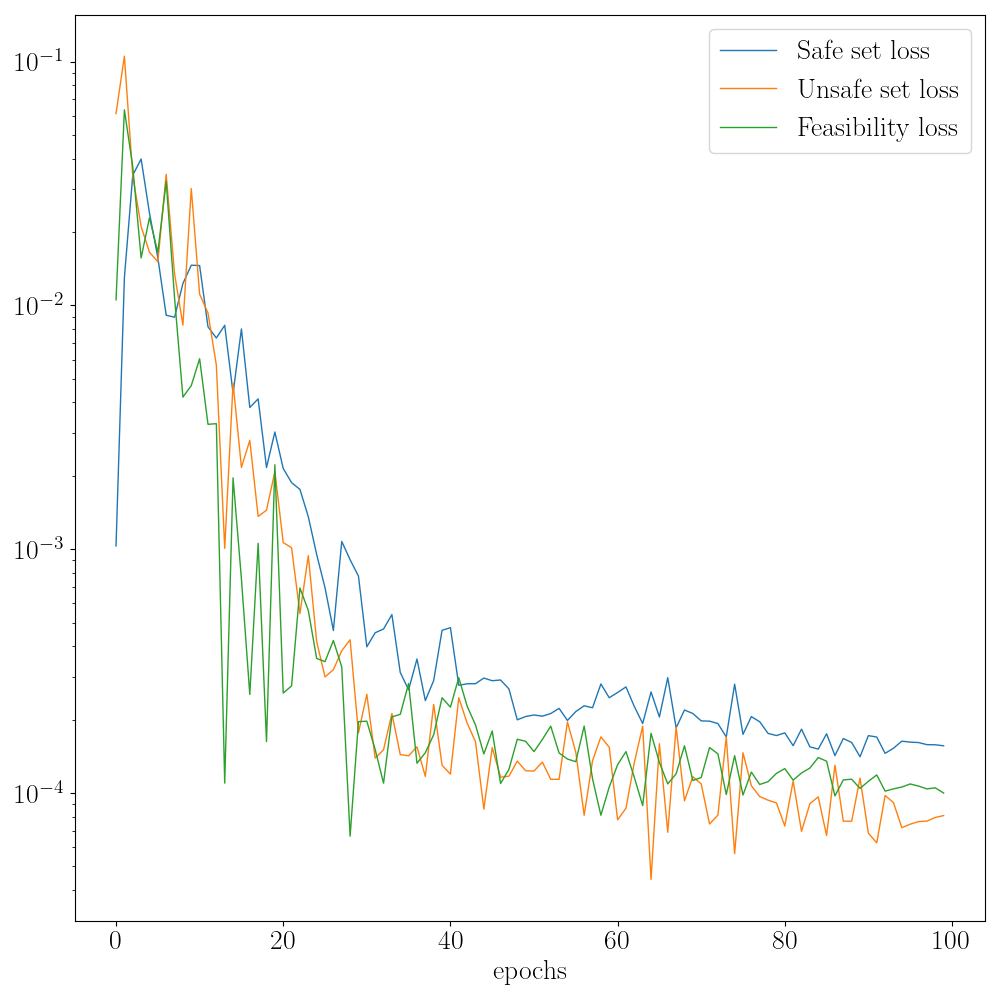 Safe set loss
Unsafe set loss
Feasibility loss
10⁻¹
10⁻²
10⁻³
10⁻⁴
0 20 40 60 80 100
epochs